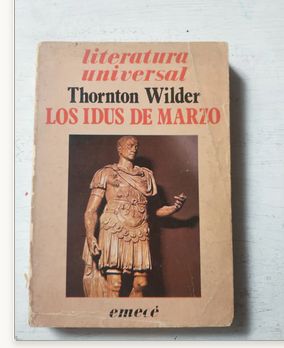 literatura
universal
Thornton Wilder
LOS IDUS DE MARZO
emecé